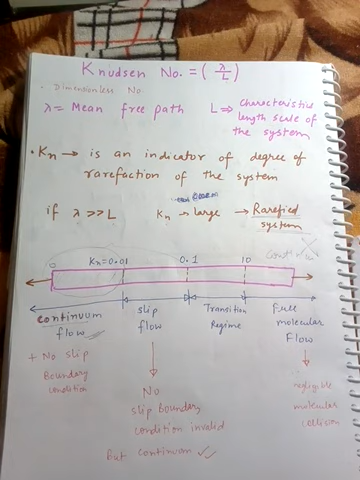 Knudsen No. = (λ/L)
- Dimensionless No
λ = Mean free path L ⇒ characteristic
length scale of
the system
• Kn → is an indicator of degree of
rarefaction of the system
if λ >> L Kn → large → Rarefied
system
0 Kn = 0.01 0.1 10
continuum flow
slip flow
Transition Regime
Free molecular Flow
+ No slip
Boundary
condition
No
slip Boundary
condition invalid
But continuum ✓
negligible
molecular
collision